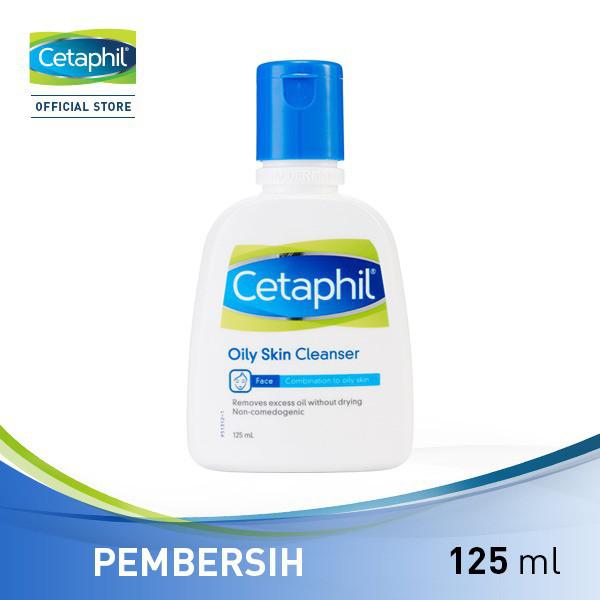 Cetaphil®
OFFICIAL STORE
Cetaphil®
Oily Skin Cleanser
Face Combination to oily skin
Removes excess oil without drying
Non-comedogenic
125 mL
PEMBERSIH
125 ml